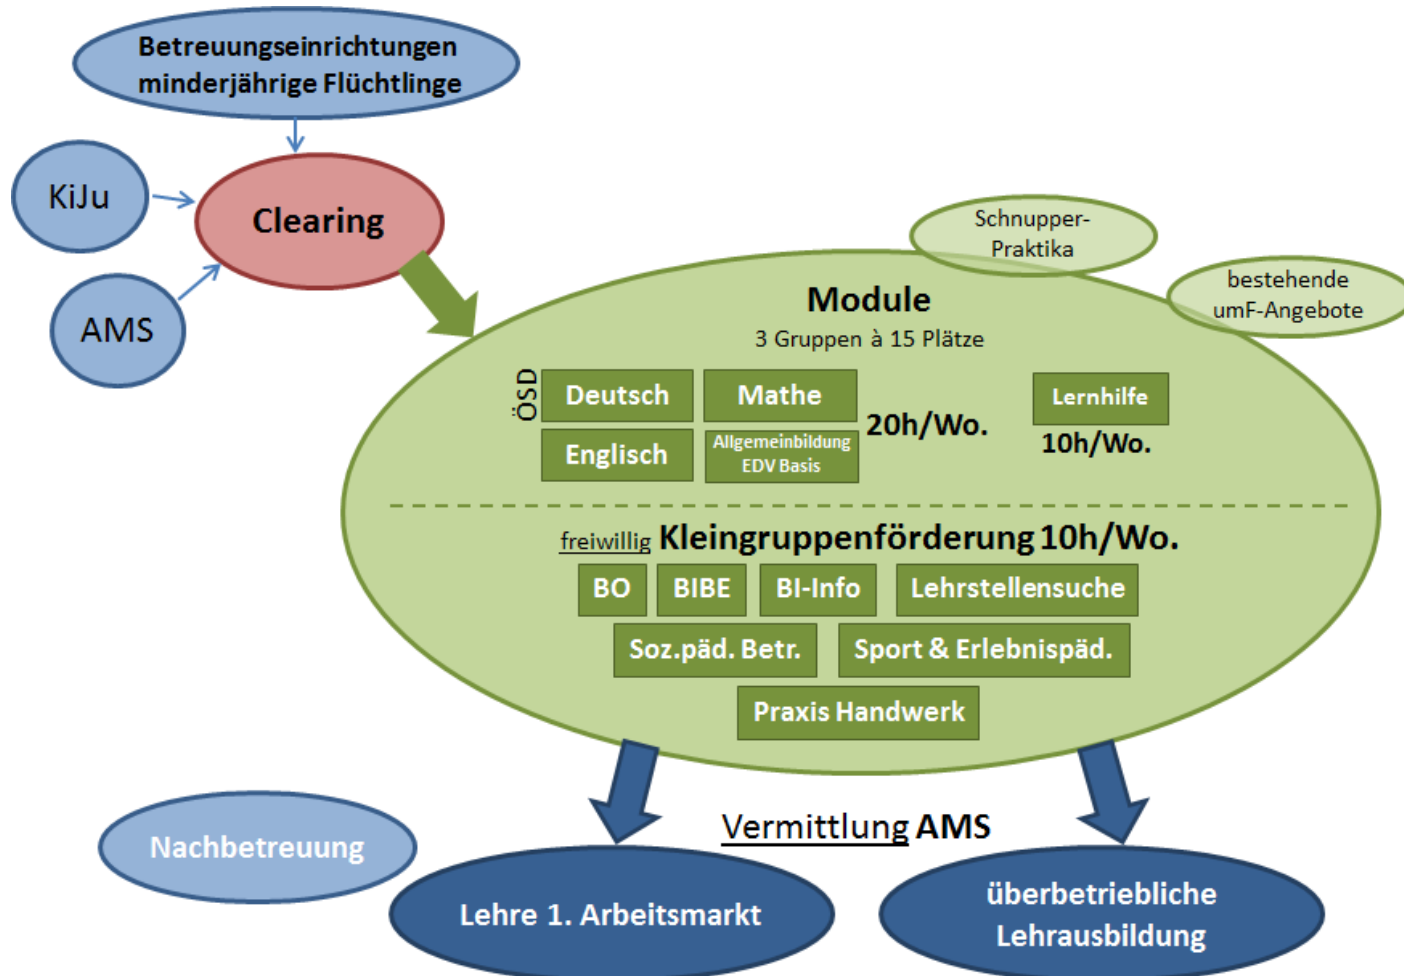 Betreuungseinrichtungen
minderjährige Flüchtlinge
KiJu
Clearing
AMS
Schnupper-
Praktika
bestehende
umF-Angebote
Module
3 Gruppen à 15 Plätze
ÖSD
Deutsch
Mathe
Englisch
Allgemeinbildung
EDV Basis
20h/Wo.
Lernhilfe
10h/Wo.
freiwillig Kleingruppenförderung 10h/Wo.
BO
BIBE
BI-Info
Lehrstellensuche
Soz.päd. Betr.
Sport & Erlebnispäd.
Praxis Handwerk
Vermittlung AMS
Nachbetreuung
Lehre 1. Arbeitsmarkt
überbetriebliche
Lehrausbildung